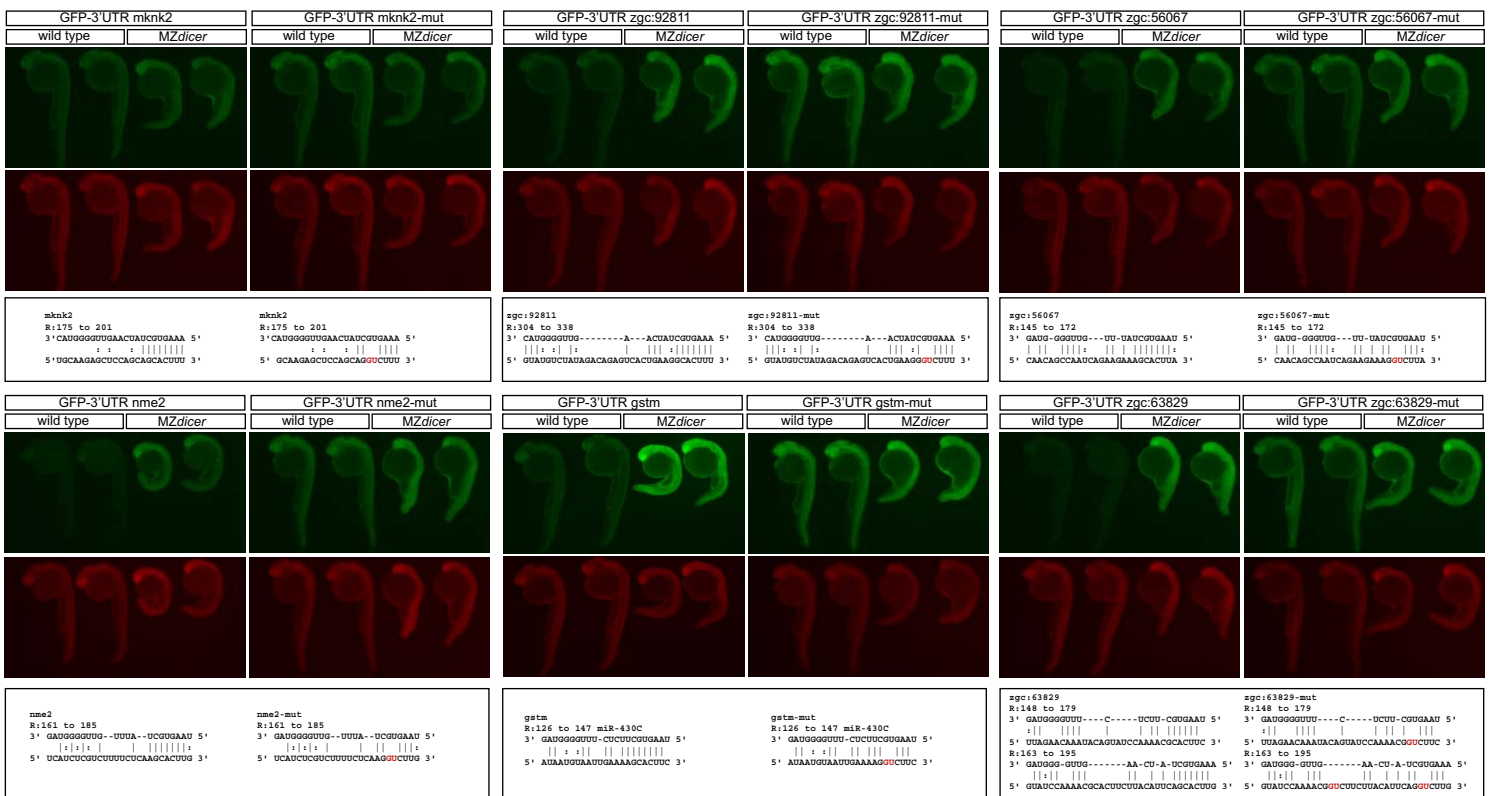 GFP-3'UTR mknk2
GFP-3'UTR mknk2-mut
wild type
MZdicer
wild type
MZdicer
mknk2
R:175 to 201
3'CAUGGGGUUGAACUAUCGUGAAA 5'
5'UGCAAGAGCUCCAGCAGCACUUU 3'
mknk2
R:175 to 201
3'CAUGGGGUUGAACUAUCGUGAAA 5'
5' GCAAGAGCUCCAGCAGGUCUUU 3'
GFP-3'UTR zgc:92811
GFP-3'UTR zgc:92811-mut
wild type
MZdicer
wild type
MZdicer
zgc:92811
R:304 to 338
3' CAUGGGGUUG--------A---ACUAUCGUGAAA 5'
5' GUAUGUCUAUAGACAGAGUCACUGAAGGCACUUU 3'
zgc:92811-mut
R:304 to 338
3' CAUGGGGUUG---------A---ACUAUCGUGAAA 5'
5' GUAUGUCUAUAGACAGAGUCACUGAAGGGUCUUU 3'
GFP-3'UTR zgc:56067
GFP-3'UTR zgc:56067-mut
wild type
MZdicer
wild type
MZdicer
zgc:56067
R:145 to 172
3' GAUG-GGGUUG---UU-UAUCGUGAAU 5'
5' CAACAGCCAAUCAGAAGAAAGCACUUA 3'
zgc:56067-mut
R:145 to 172
3' GAUG-GGGUUG---UU-UAUCGUGAAU 5'
5' CAACAGCCAAUCAGAAGAAAGGUCUUA 3'
GFP-3'UTR nme2
GFP-3'UTR nme2-mut
wild type
MZdicer
wild type
MZdicer
nme2
R:161 to 185
3' GAUGGGGUUG--UUUA--UCGUGAAU 5'
5' UCAUCUCGUCUUUUCUCAAGCACUUG 3'
nme2-mut
R:161 to 185
3' GAUGGGGUUG--UUUA--UCGUGAAU 5'
5' UCAUCUCGUCUUUUCUCAAGGUCUUG 3'
GFP-3'UTR gstm
GFP-3'UTR gstm-mut
wild type
MZdicer
wild type
MZdicer
gstm
R:126 to 147 miR-430C
3' GAUGGGGUUU-CUCUUCGUGAAU 5'
5' AUAAUGUAAUUGAAAAGCACUUC 3'
gstm-mut
R:126 to 147 miR-430C
3' GAUGGGGUUU-CUCUUCGUGAAU 5'
5' AUAAUGUAAUUGAAAAGGUCUUC 3'
GFP-3'UTR zgc:63829
GFP-3'UTR zgc:63829-mut
wild type
MZdicer
wild type
MZdicer
zgc:63829
R:148 to 179
3' GAUGGGGUUU----C-----UCUU-CGUGAAU 5'
5' UUAGAACAAAUACAGUAUCCAAAACGCACUUC 3'
R:163 to 195
3' GAUGGG-GUUG-------AA-CU-A-UCGUGAAA 5'
5' GUAUCCAAAACGCACUUCUUACAUUCAGCACUUG 3'
zgc:63829-mut
R:148 to 179
3' GAUGGGGUUU----C-----UCUU-CGUGAAU 5'
5' UUAGAACAAAUACAGUAUCCAAAACGGUCUUC 3'
R:163 to 195
3' GAUGGG-GUUG-------AA-CU-A-UCGUGAAA 5'
5' GUAUCCAAAACGGUCUUCUUACAUUCAGGUCUUG 3'